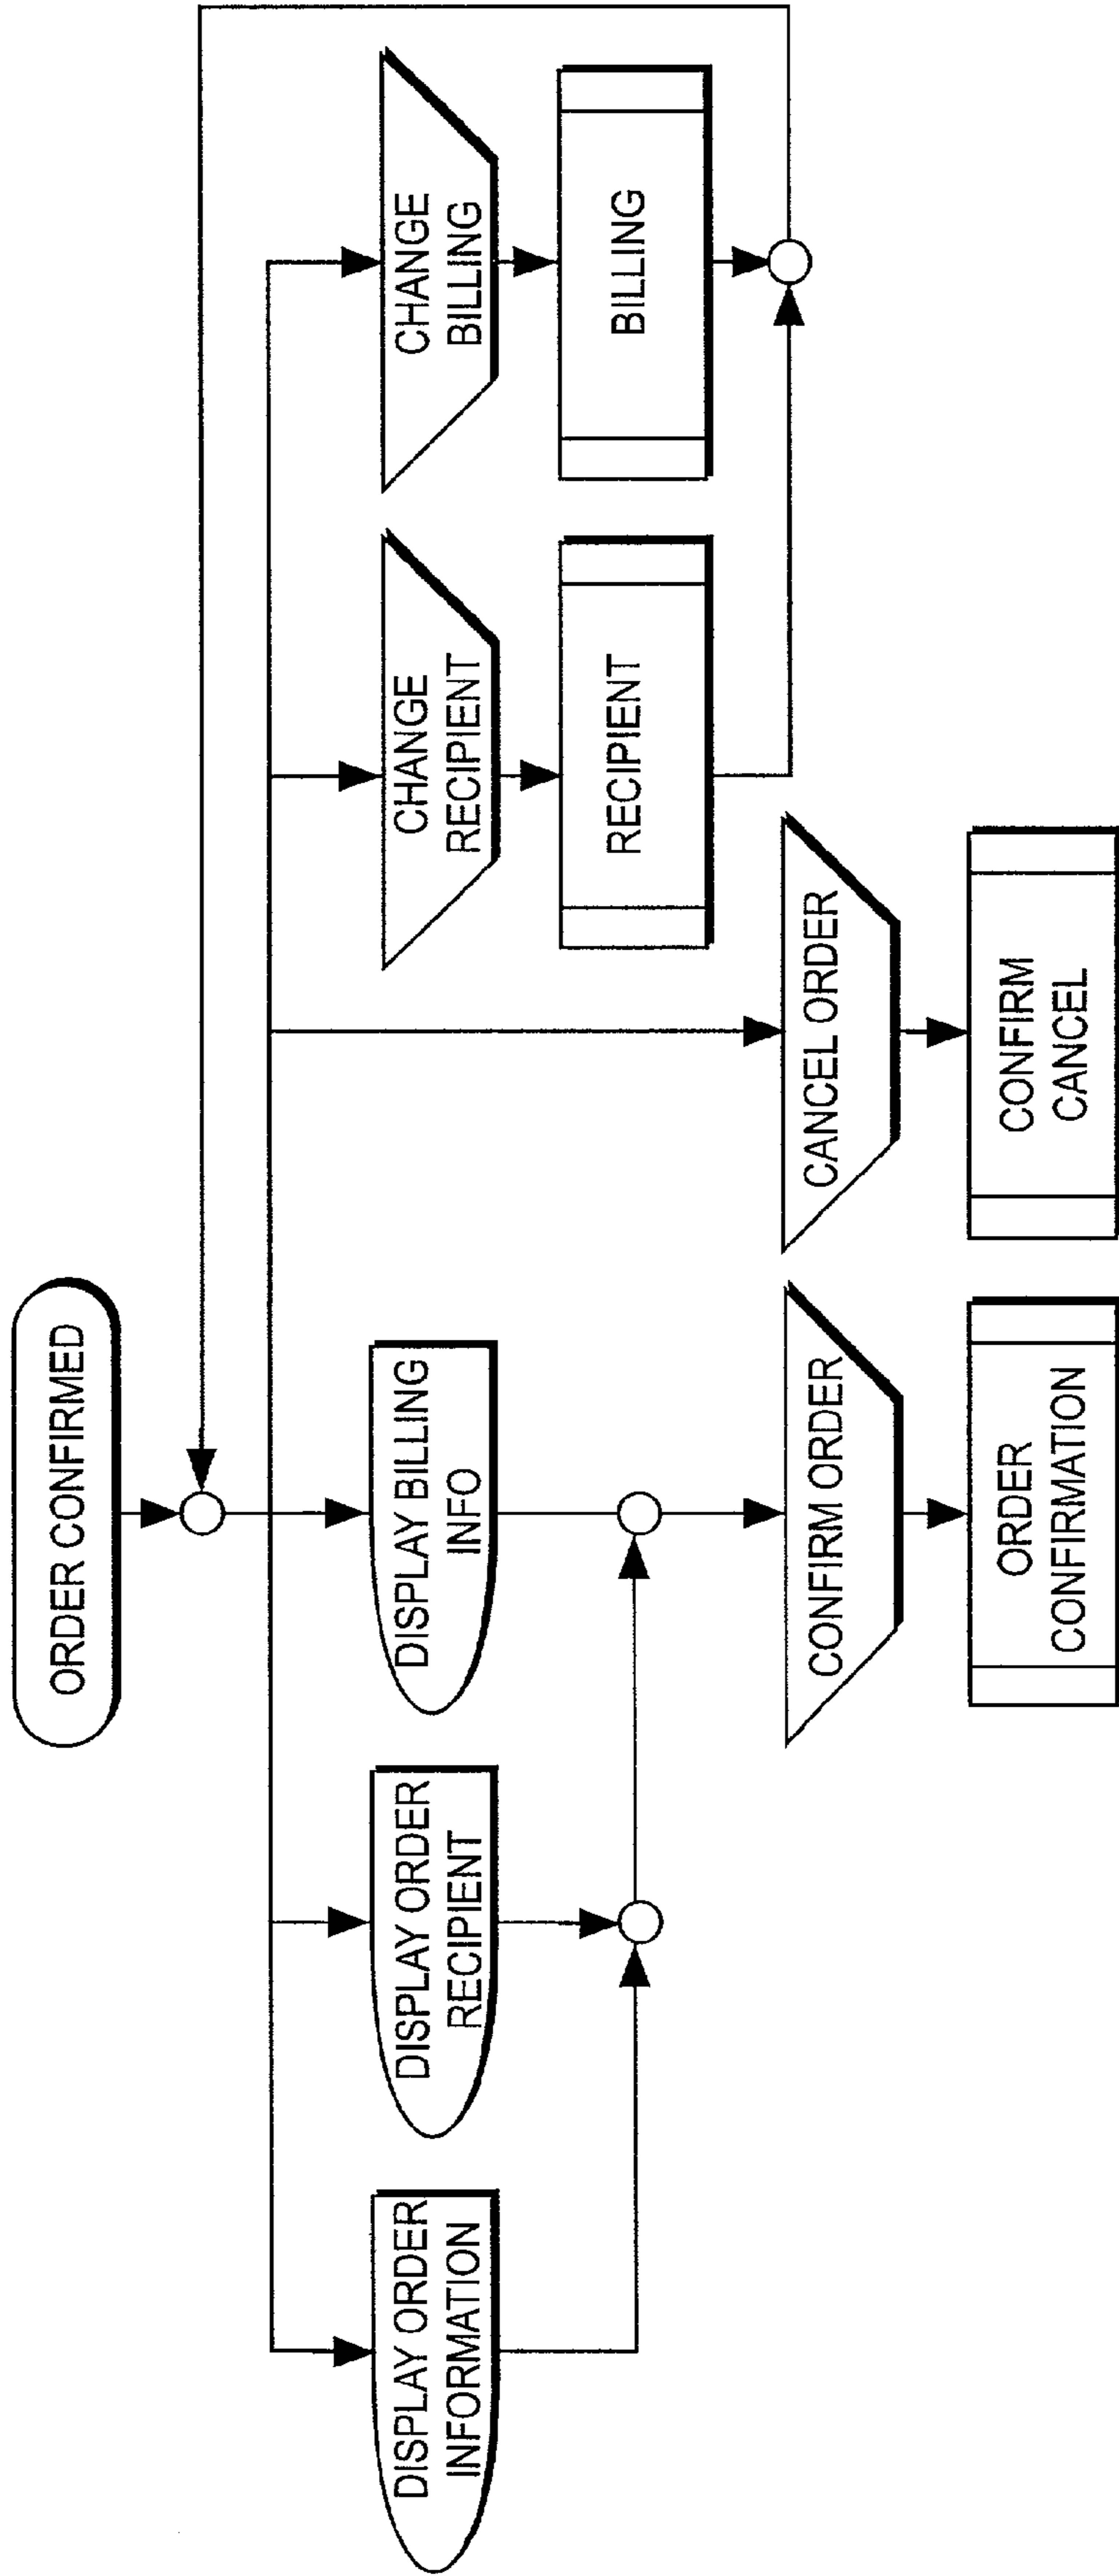 ORDER CONFIRMED
DISPLAY ORDER
INFORMATION
DISPLAY ORDER
RECIPIENT
DISPLAY BILLING
INFO
CHANGE
RECIPIENT
CHANGE
BILLING
RECIPIENT
BILLING
CONFIRM ORDER
CANCEL ORDER
ORDER
CONFIRMATION
CONFIRM
CANCEL